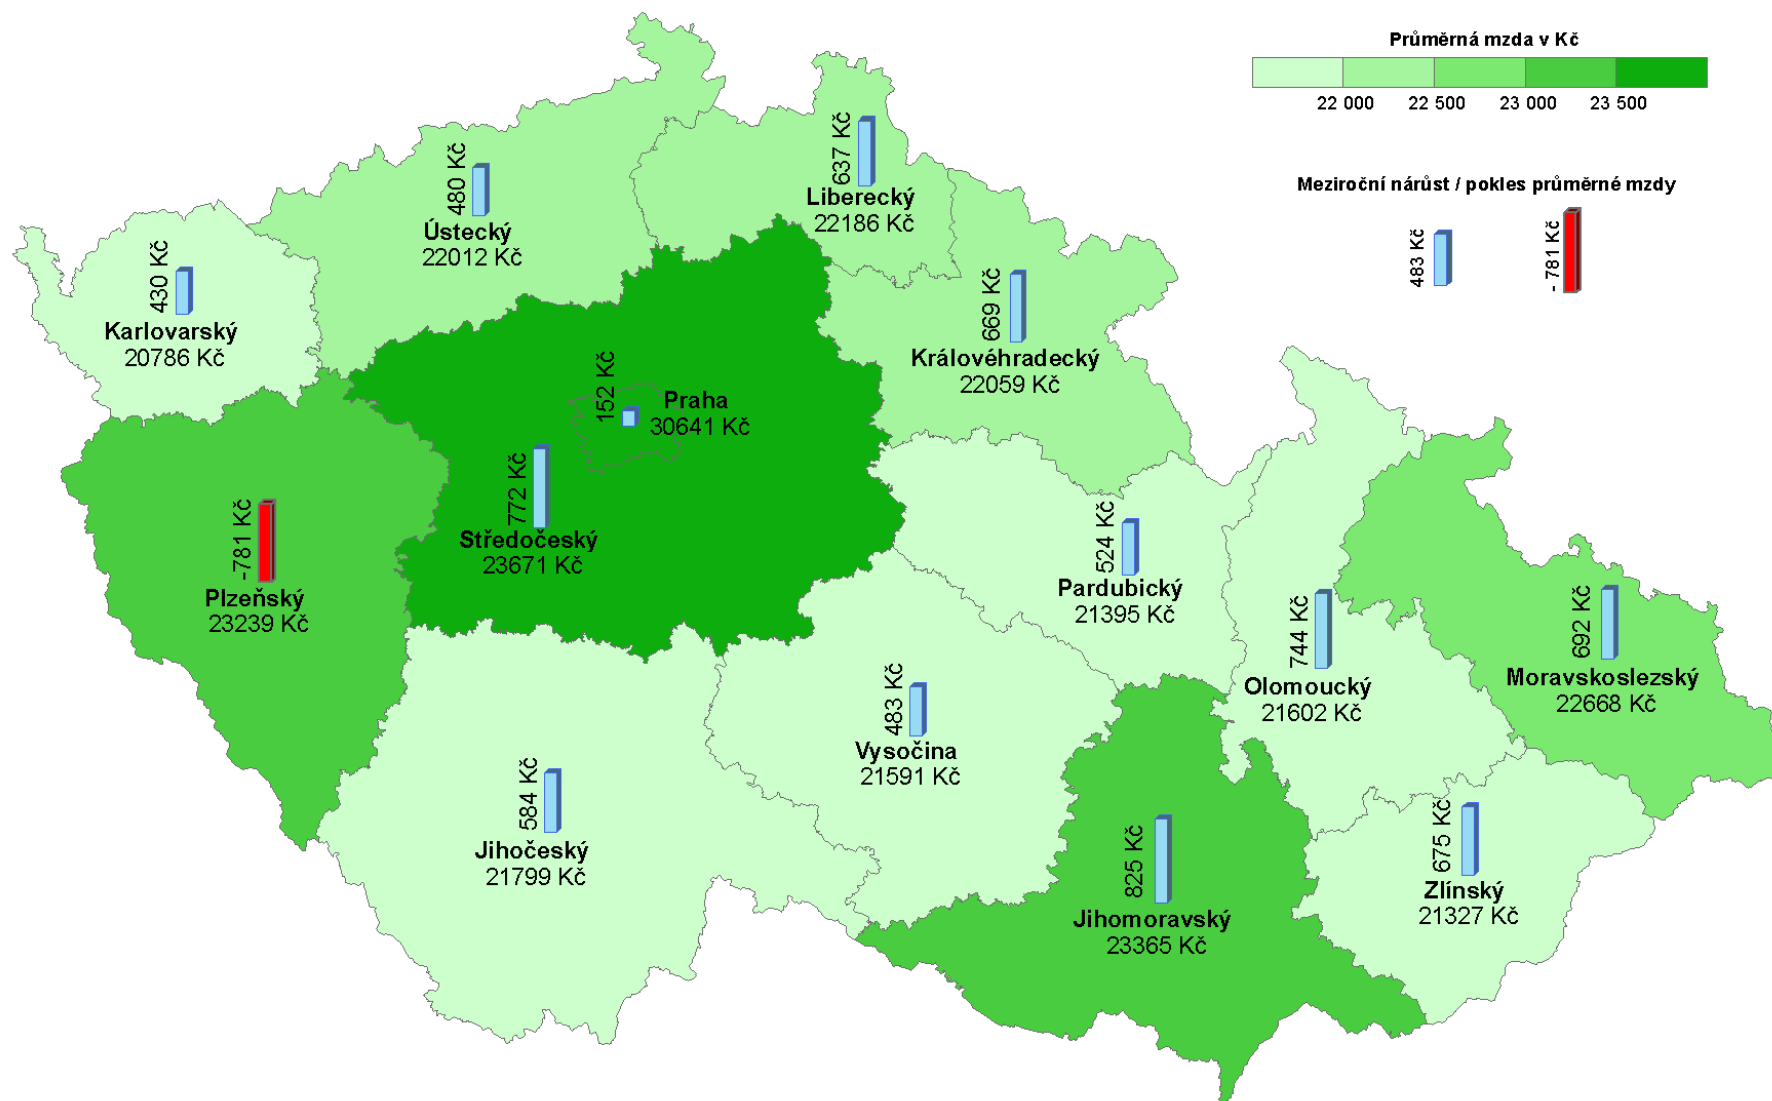 Průměrná mzda v Kč
22 000 22 500 23 000 23 500
Meziroční nárůst / pokles průměrné mzdy
483 Kč
- 781 Kč
637 Kč
Liberecký
22186 Kč
480 Kč
Ústecký
22012 Kč
430 Kč
Karlovarský
20786 Kč
669 Kč
Královéhradecký
22059 Kč
152 Kč
Praha
30641 Kč
772 Kč
Středočeský
23671 Kč
-781 Kč
Plzeňský
23239 Kč
524 Kč
Pardubický
21395 Kč
744 Kč
Olomoucký
21602 Kč
692 Kč
Moravskoslezský
22668 Kč
483 Kč
Vysočina
21591 Kč
584 Kč
Jihočeský
21799 Kč
825 Kč
Jihomoravský
23365 Kč
675 Kč
Zlínský
21327 Kč